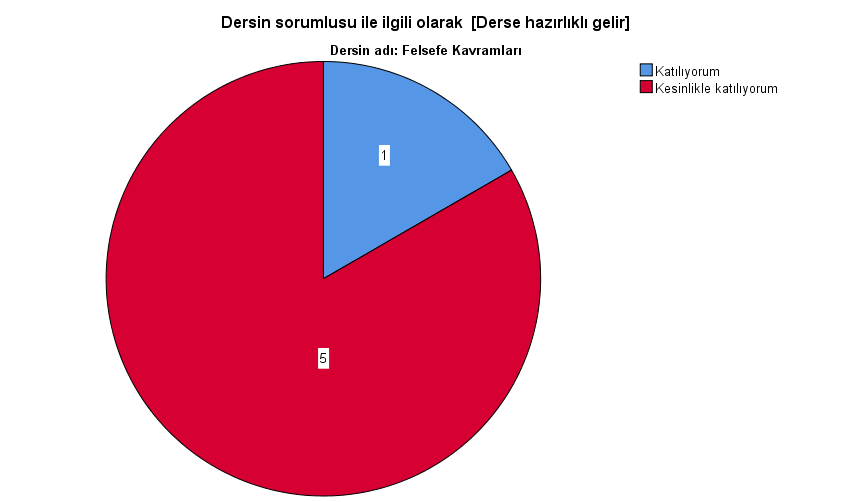 Dersin sorumlusu ile ilgili olarak [Derse hazırlıklı gelir]
Dersin adı: Felsefe Kavramları
Katılıyorum
Kesinlikle katılıyorum
1
5